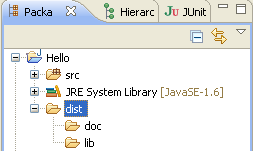 Packa Hierarc JUnit
Hello
src
JRE System Library [JavaSE-1.6]
dist
doc
lib